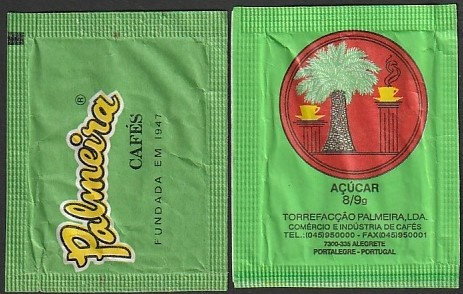 Palmeira®
CAFÉS
FUNDADA EM 1947
AÇÚCAR
8/9g
TORREFACÇÃO PALMEIRA,LDA.
COMÉRCIO E INDÚSTRIA DE CAFÉS
TEL.:(045)950000 - FAX(045)950001
7300-335 ALEGRETE
PORTALEGRE - PORTUGAL